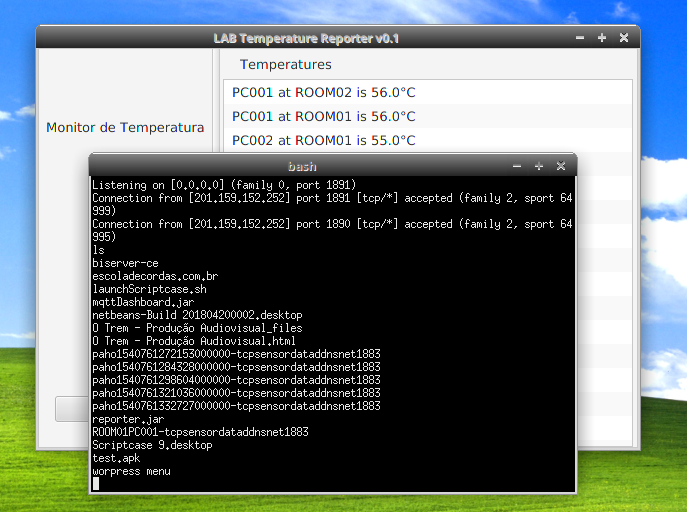 LAB Temperature Reporter v0.1
Temperatures
Monitor de Temperatura
PC001 at ROOM02 is 56.0°C
PC001 at ROOM01 is 56.0°C
PC002 at ROOM01 is 55.0°C
bash
Listening on [0.0.0.0] (family 0, port 1891)
Connection from [201.159.152.252] port 1891 [tcp/*] accepted (family 2, sport 64
999)
Connection from [201.159.152.252] port 1890 [tcp/*] accepted (family 2, sport 64
995)
ls
biserver-ce
escoladecordas.com.br
launchScriptcase.sh
mqttDashboard.jar
netbeans-Build 201804200002.desktop
O Trem - Produção Audiovisual_files
O Trem - Produção Audiovisual.html
paho1540761272153000000-tcpsensordataddnsnet1883
paho1540761284328000000-tcpsensordataddnsnet1883
paho1540761298604000000-tcpsensordataddnsnet1883
paho1540761321036000000-tcpsensordataddnsnet1883
paho1540761332727000000-tcpsensordataddnsnet1883
reporter.jar
ROOM01PC001-tcpsensordataddnsnet1883
Scriptcase 9.desktop
test.apk
worpress menu